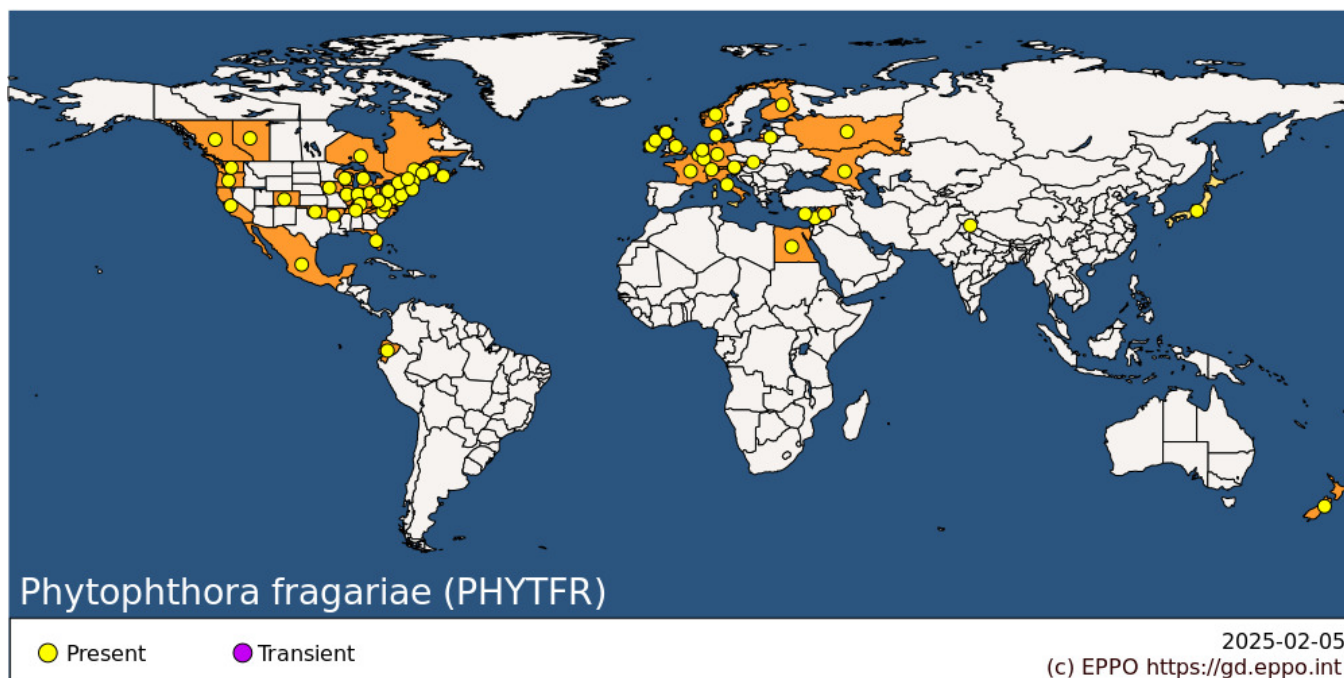 Phytophthora fragariae (PHYTFR)
Present
Transient
2025-02-05
(c) EPPO https://gd.eppo.int